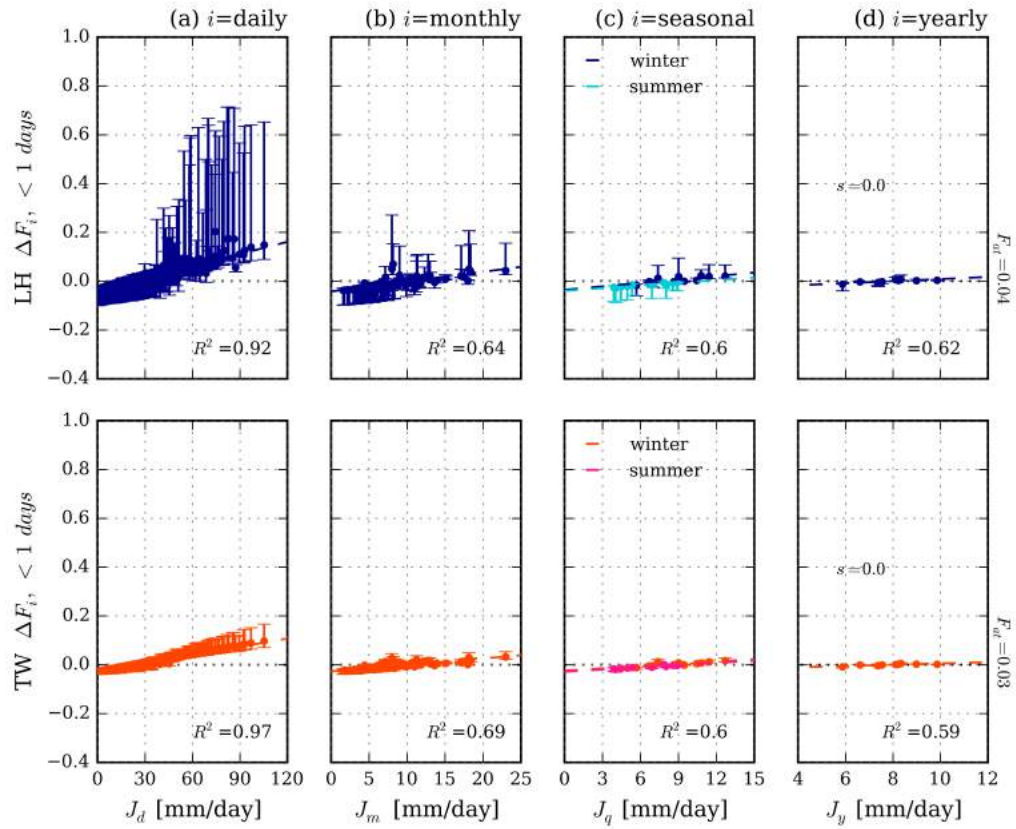 (a) i=daily
(b) i=monthly
(c) i=seasonal
(d) i=yearly
LH ΔF_i, < 1 days
1.0
0.8
0.6
0.4
0.2
0.0
−0.2
−0.4
R² =0.92
R² =0.64
winter
summer
R² =0.6
s=0.0
R² =0.62
F_at=0.04
TW ΔF_i, < 1 days
1.0
0.8
0.6
0.4
0.2
0.0
−0.2
−0.4
R² =0.97
R² =0.69
winter
summer
R² =0.6
s=0.0
R² =0.59
F_at=0.03
0 30 60 90 120
0 5 10 15 20 25
0 3 6 9 12 15
4 6 8 10 12
J_d [mm/day]
J_m [mm/day]
J_q [mm/day]
J_y [mm/day]